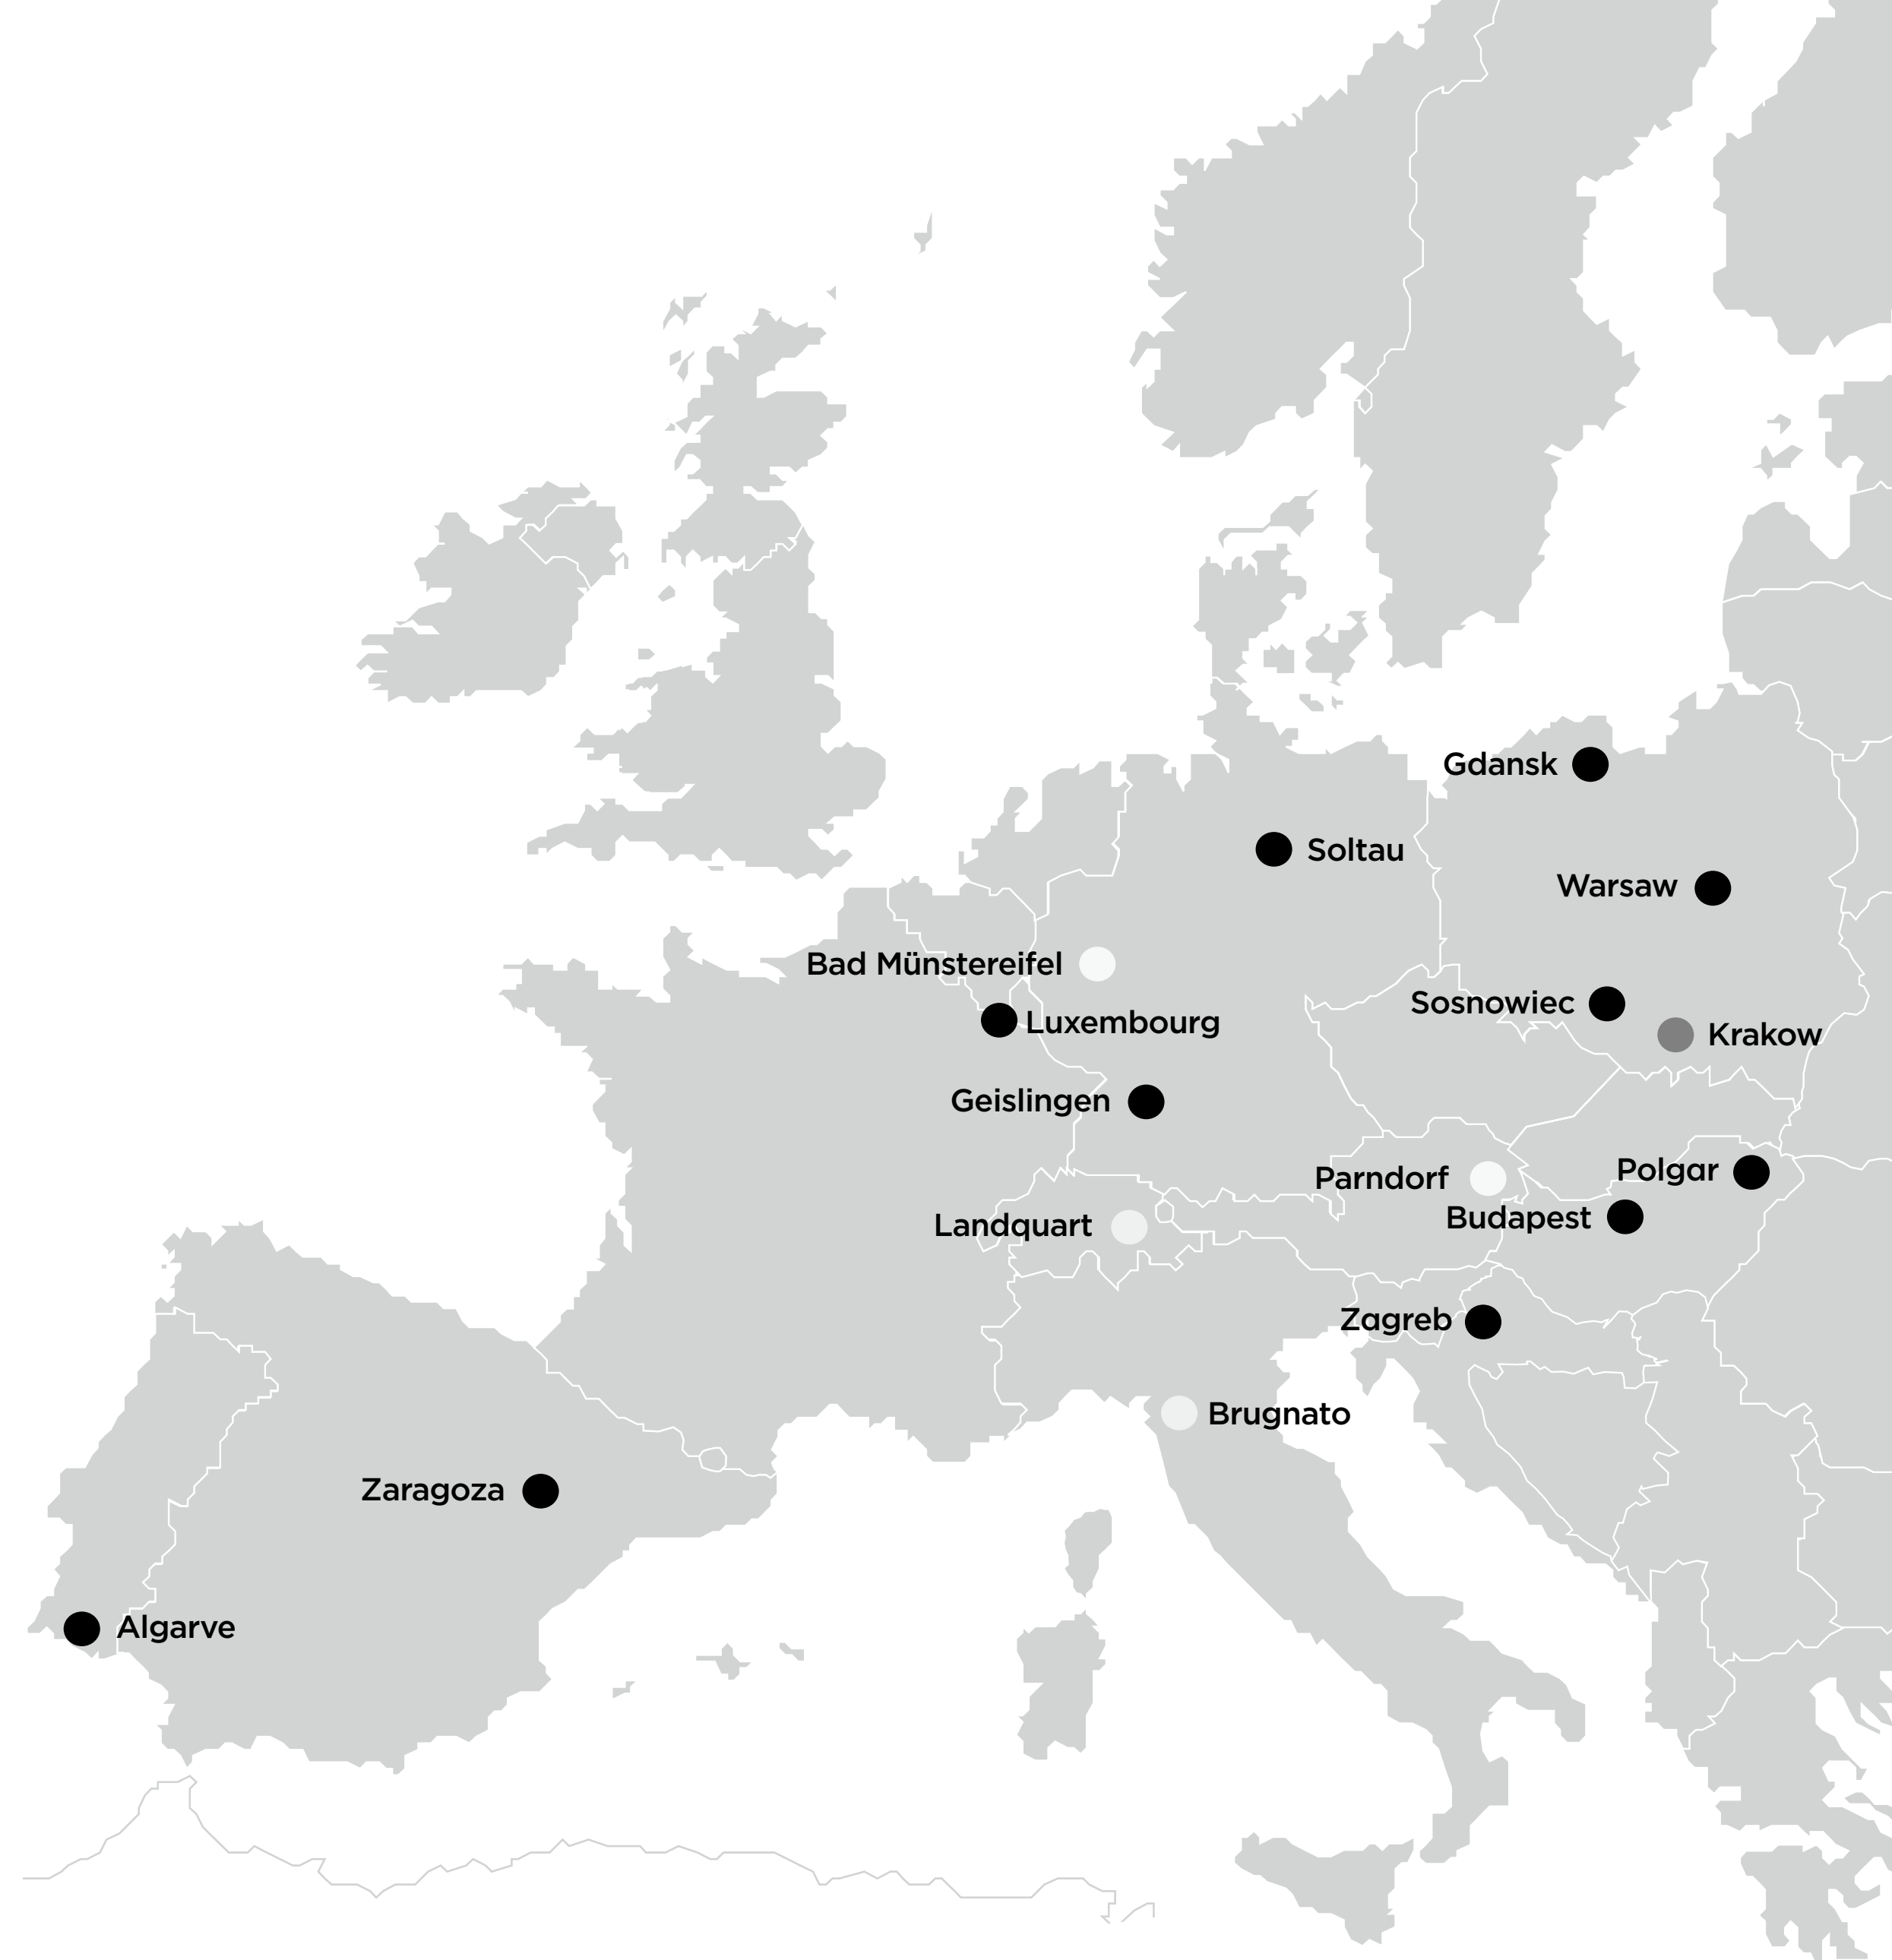 Gdansk
Soltau
Warsaw
Bad Münstereifel
Sosnowiec
Luxembourg
Krakow
Geislingen
Polgar
Parndorf
Budapest
Landquart
Zagreb
Brugnato
Zaragoza
Algarve